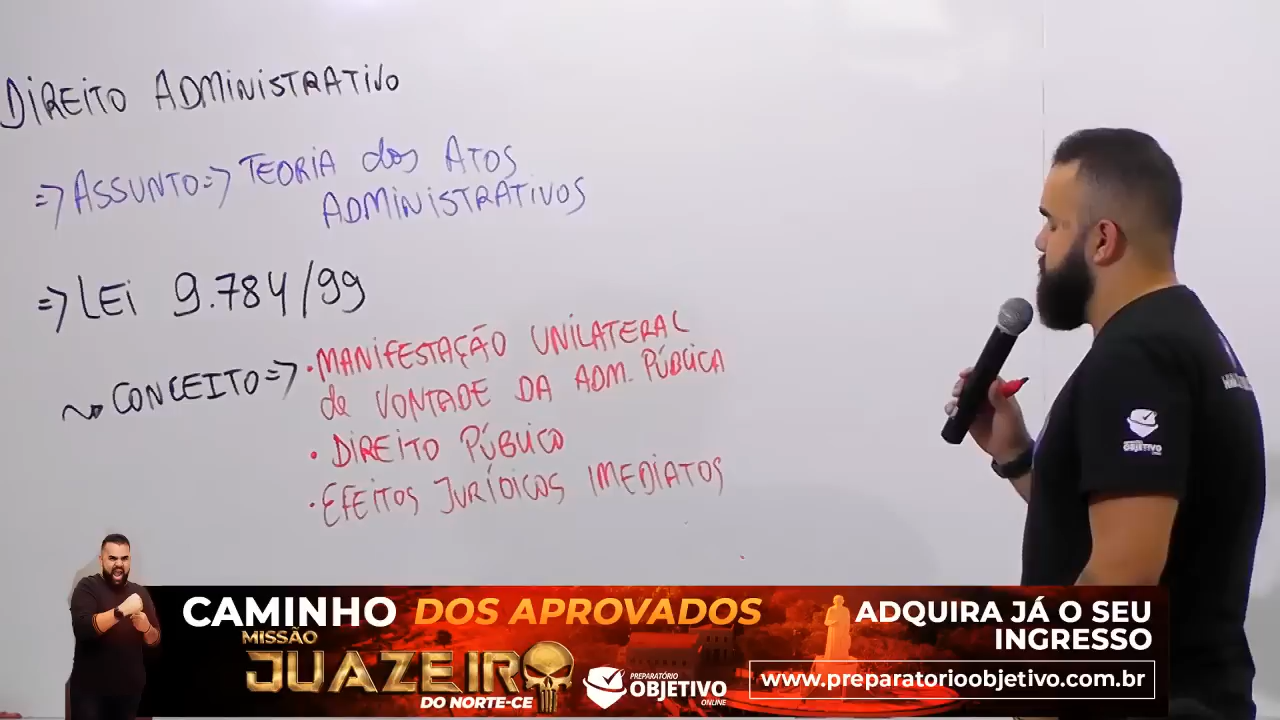 DIREITO ADMINISTRATIVO
=> ASSUNTO => TEORIA dos ATOS
ADMINISTRATIVOS
=> LEI 9.784/99
CONCEITO => • MANIFESTAÇÃO UNILATERAL
de VONTADE DA ADM. PÚBLICA
• DIREITO PÚBLICO
• EFEITOS JURÍDICOS IMEDIATOS
OBJETIVO
CAMINHO DOS APROVADOS
MISSÃO
JUAZEIRO
DO NORTE-CE
PREPARATÓRIO
OBJETIVO
ONLINE
ADQUIRA JÁ O SEU
INGRESSO
www.preparatorioobjetivo.com.br